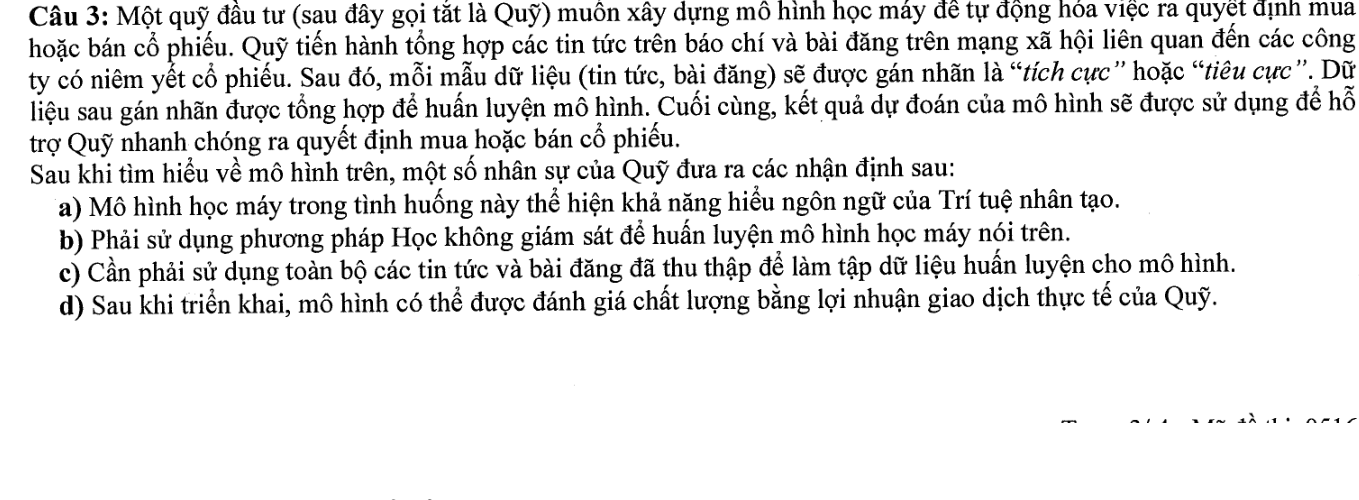 Câu 3: Một quỹ đầu tư (sau đây gọi tắt là Quỹ) muốn xây dựng mô hình học máy để tự động hóa việc ra quyết định mua
hoặc bán cổ phiếu. Quỹ tiến hành tổng hợp các tin tức trên báo chí và bài đăng trên mạng xã hội liên quan đến các công
ty có niêm yết cổ phiếu. Sau đó, mỗi mẫu dữ liệu (tin tức, bài đăng) sẽ được gán nhãn là “tích cực” hoặc “tiêu cực”. Dữ
liệu sau gán nhãn được tổng hợp để huấn luyện mô hình. Cuối cùng, kết quả dự đoán của mô hình sẽ được sử dụng để hỗ
trợ Quỹ nhanh chóng ra quyết định mua hoặc bán cổ phiếu.
Sau khi tìm hiểu về mô hình trên, một số nhân sự của Quỹ đưa ra các nhận định sau:
a) Mô hình học máy trong tình huống này thể hiện khả năng hiểu ngôn ngữ của Trí tuệ nhân tạo.
b) Phải sử dụng phương pháp Học không giám sát để huấn luyện mô hình học máy nói trên.
c) Cần phải sử dụng toàn bộ các tin tức và bài đăng đã thu thập để làm tập dữ liệu huấn luyện cho mô hình.
d) Sau khi triển khai, mô hình có thể được đánh giá chất lượng bằng lợi nhuận giao dịch thực tế của Quỹ.